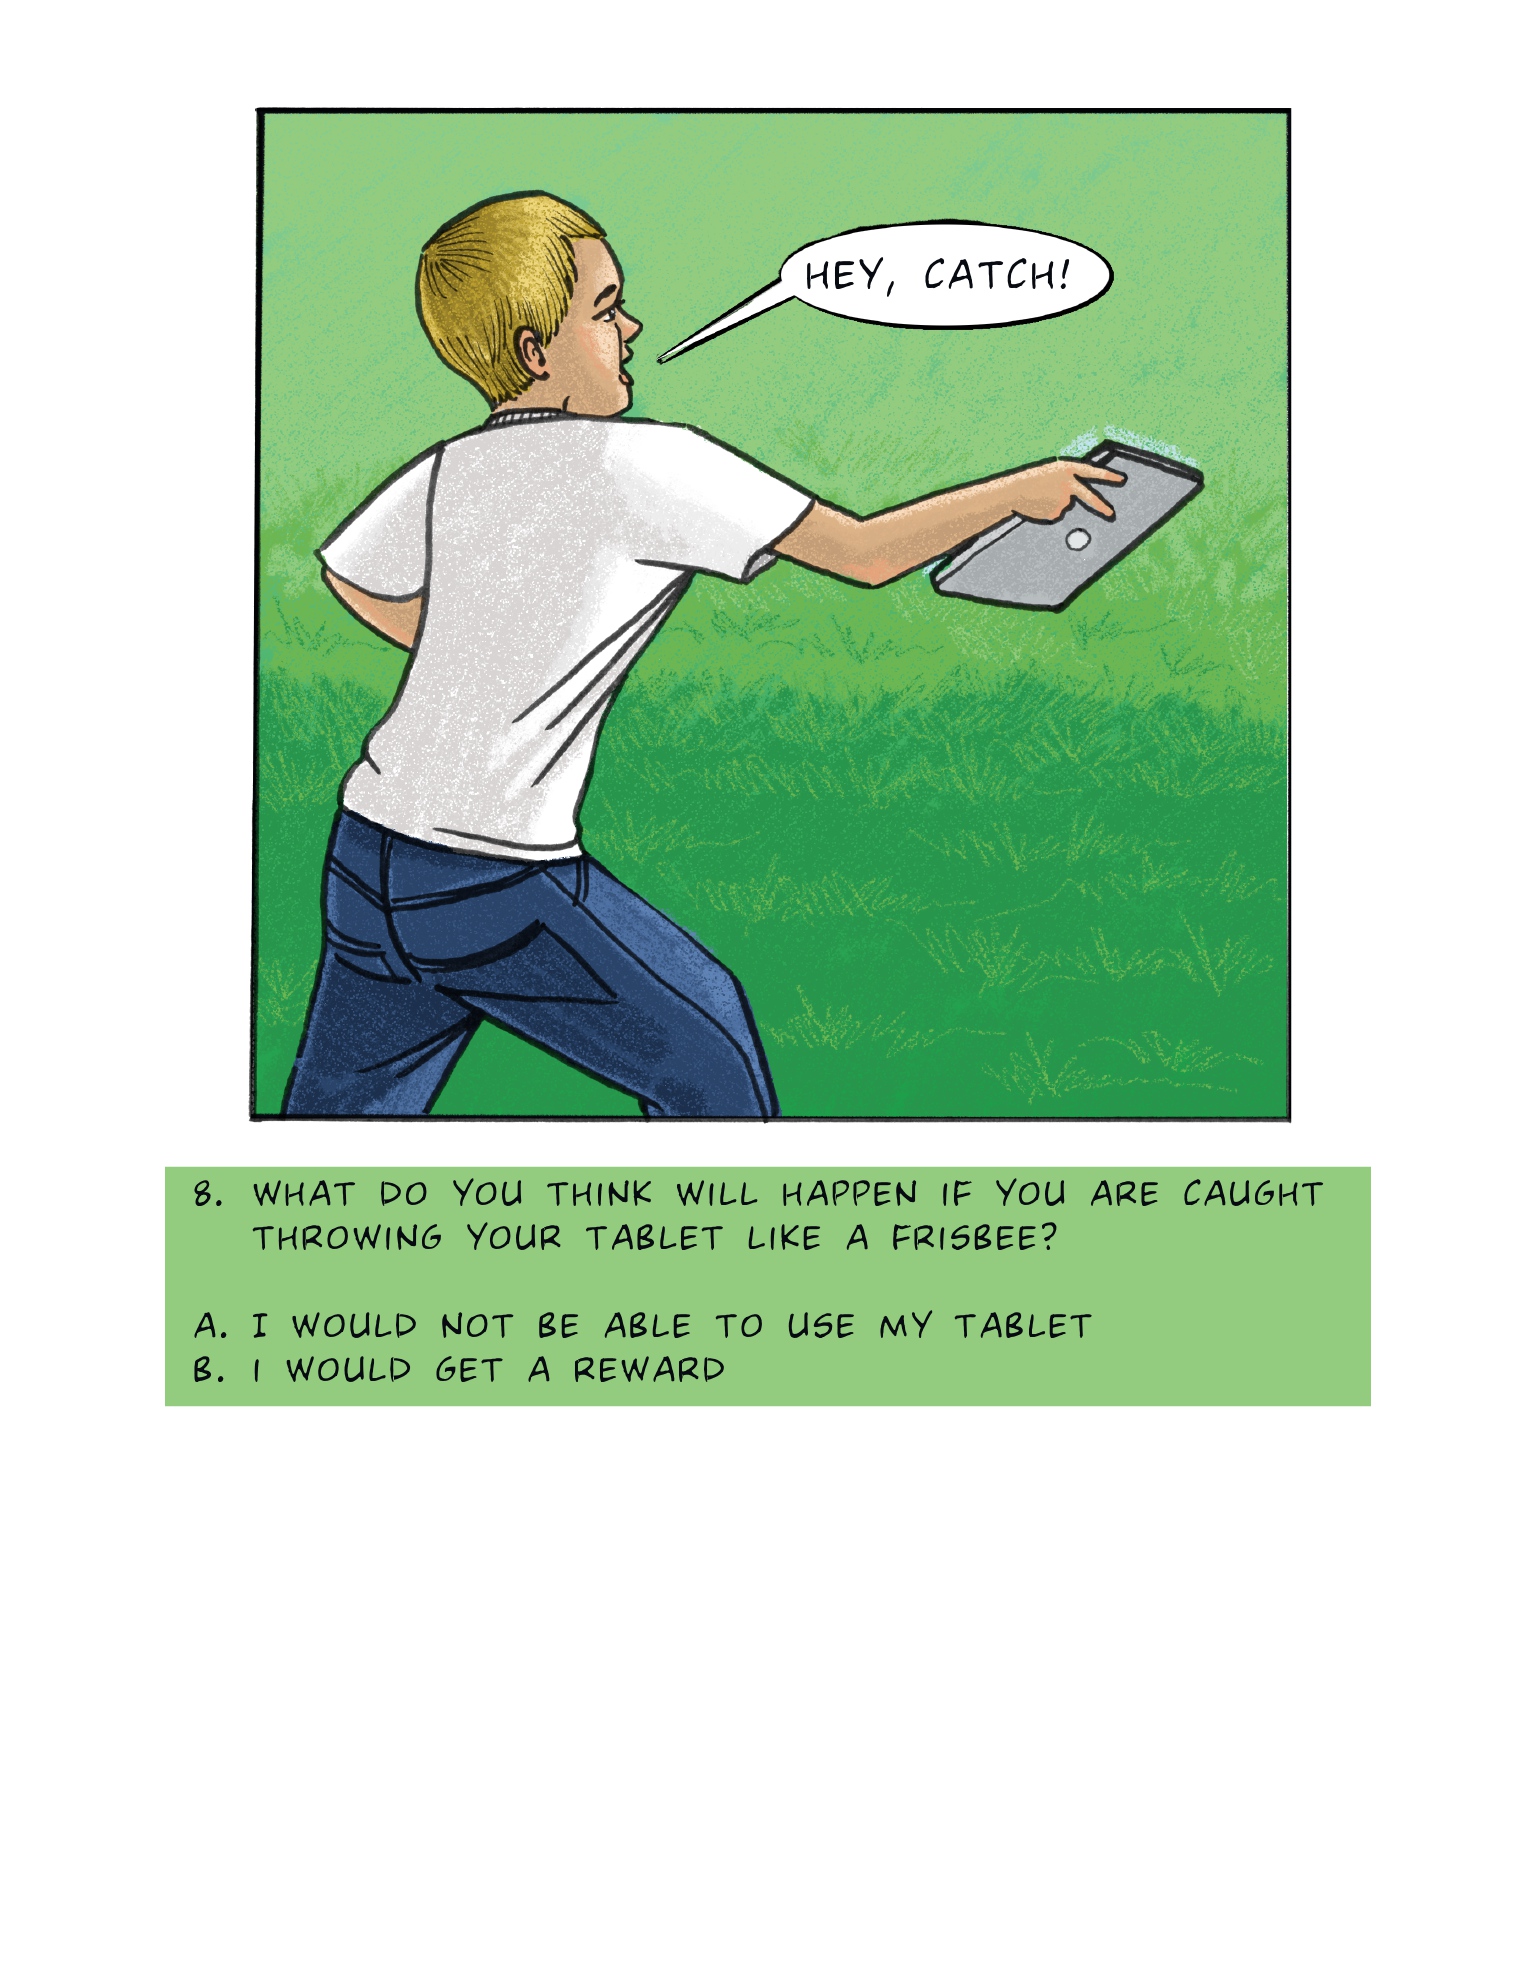 HEY, CATCH!
8. WHAT DO YOU THINK WILL HAPPEN IF YOU ARE CAUGHT
THROWING YOUR TABLET LIKE A FRISBEE?
A. I WOULD NOT BE ABLE TO USE MY TABLET
B. I WOULD GET A REWARD